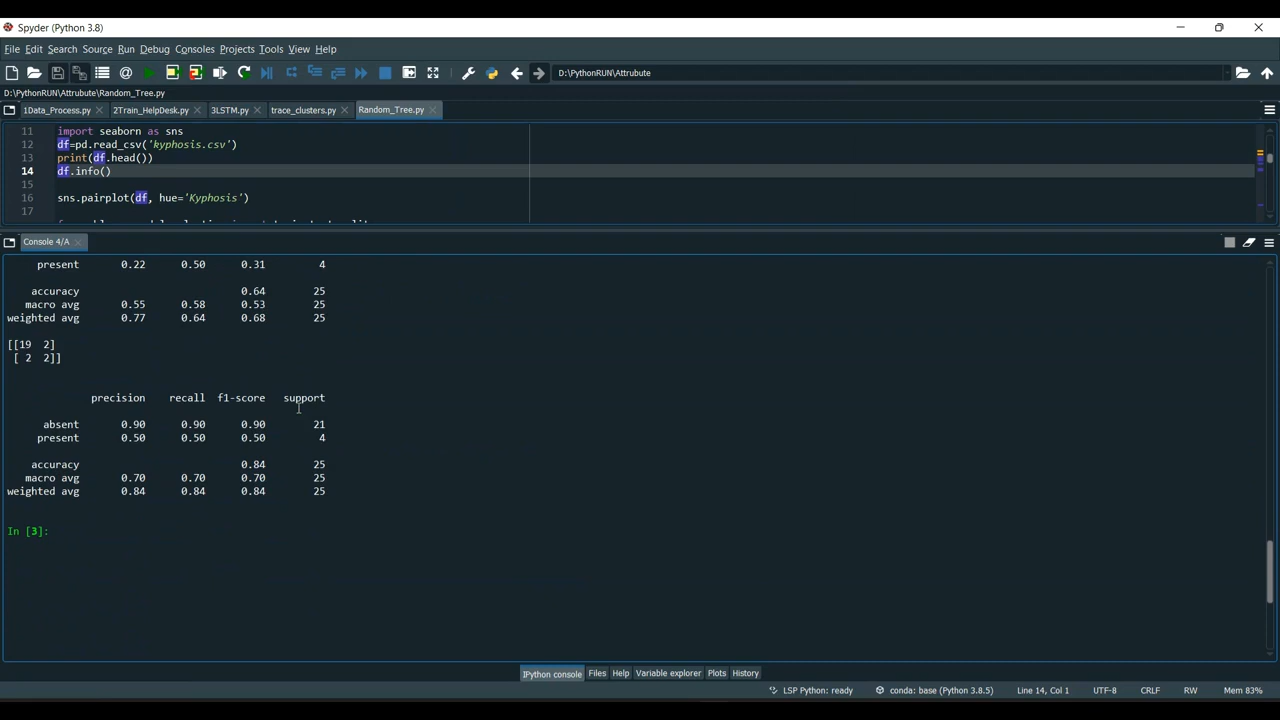 Spyder (Python 3.8)
File Edit Search Source Run Debug Consoles Projects Tools View Help
D:\PythonRUN\Attrubute
D:\PythonRUN\Attrubute\Random_Tree.py
1Data_Process.py 2Train_HelpDesk.py 3LSTM.py trace_clusters.py Random_Tree.py
11 import seaborn as sns
12 df=pd.read_csv('kyphosis.csv')
13 print(df.head())
14 df.info()
15
16 sns.pairplot(df, hue='Kyphosis')
17
Console 4/A
present 0.22 0.50 0.31 4
accuracy 0.64 25
macro avg 0.55 0.58 0.53 25
weighted avg 0.77 0.64 0.68 25
[[19 2]
[ 2 2]]
precision recall f1-score support
absent 0.90 0.90 0.90 21
present 0.50 0.50 0.50 4
accuracy 0.84 25
macro avg 0.70 0.70 0.70 25
weighted avg 0.84 0.84 0.84 25
In [3]:
IPython console Files Help Variable explorer Plots History
LSP Python: ready conda: base (Python 3.8.5) Line 14, Col 1 UTF-8 CRLF RW Mem 83%